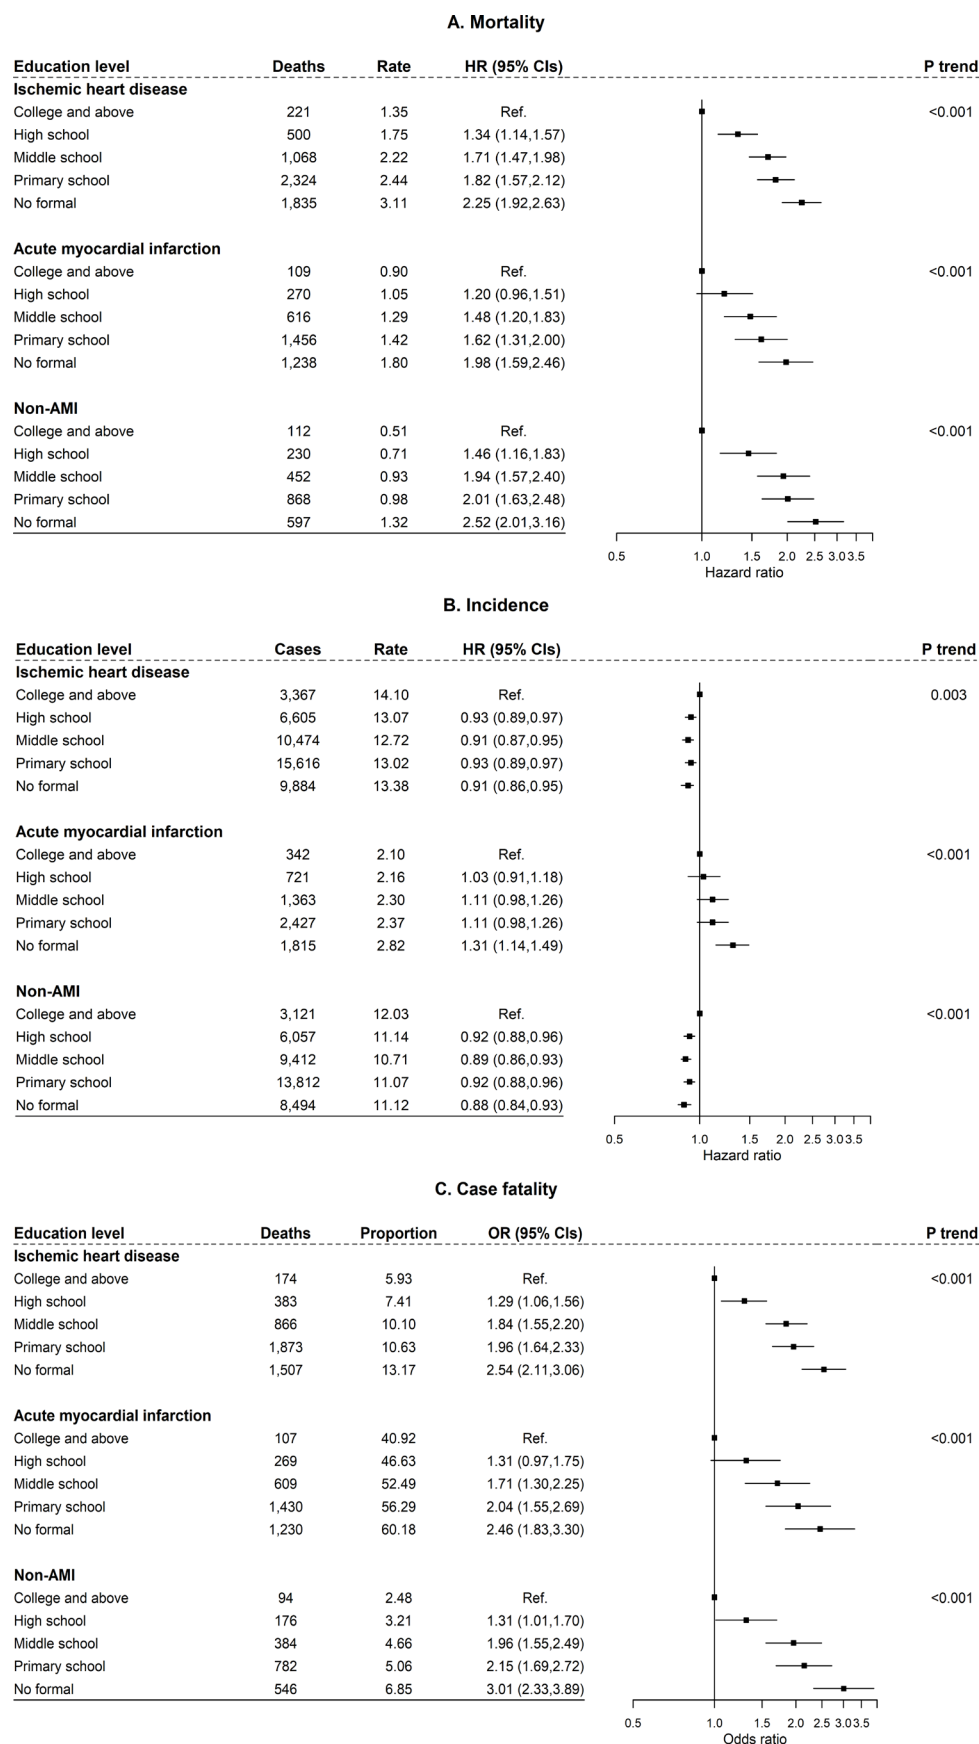 A. Mortality
Education level Deaths Rate HR (95% CIs) P trend
Ischemic heart disease
College and above 221 1.35 Ref. <0.001
High school 500 1.75 1.34 (1.14,1.57)
Middle school 1,068 2.22 1.71 (1.47,1.98)
Primary school 2,324 2.44 1.82 (1.57,2.12)
No formal 1,835 3.11 2.25 (1.92,2.63)
Acute myocardial infarction
College and above 109 0.90 Ref. <0.001
High school 270 1.05 1.20 (0.96,1.51)
Middle school 616 1.29 1.48 (1.20,1.83)
Primary school 1,456 1.42 1.62 (1.31,2.00)
No formal 1,238 1.80 1.98 (1.59,2.46)
Non-AMI
College and above 112 0.51 Ref. <0.001
High school 230 0.71 1.46 (1.16,1.83)
Middle school 452 0.93 1.94 (1.57,2.40)
Primary school 868 0.98 2.01 (1.63,2.48)
No formal 597 1.32 2.52 (2.01,3.16)
0.5 1.0 1.5 2.0 2.5 3.0 3.5
Hazard ratio
B. Incidence
Education level Cases Rate HR (95% CIs) P trend
Ischemic heart disease
College and above 3,367 14.10 Ref. 0.003
High school 6,605 13.07 0.93 (0.89,0.97)
Middle school 10,474 12.72 0.91 (0.87,0.95)
Primary school 15,616 13.02 0.93 (0.89,0.97)
No formal 9,884 13.38 0.91 (0.86,0.95)
Acute myocardial infarction
College and above 342 2.10 Ref. <0.001
High school 721 2.16 1.03 (0.91,1.18)
Middle school 1,363 2.30 1.11 (0.98,1.26)
Primary school 2,427 2.37 1.11 (0.98,1.26)
No formal 1,815 2.82 1.31 (1.14,1.49)
Non-AMI
College and above 3,121 12.03 Ref. <0.001
High school 6,057 11.14 0.92 (0.88,0.96)
Middle school 9,412 10.71 0.89 (0.86,0.93)
Primary school 13,812 11.07 0.92 (0.88,0.96)
No formal 8,494 11.12 0.88 (0.84,0.93)
0.5 1.0 1.5 2.0 2.5 3.0 3.5
Hazard ratio
C. Case fatality
Education level Deaths Proportion OR (95% CIs) P trend
Ischemic heart disease
College and above 174 5.93 Ref. <0.001
High school 383 7.41 1.29 (1.06,1.56)
Middle school 866 10.10 1.84 (1.55,2.20)
Primary school 1,873 10.63 1.96 (1.64,2.33)
No formal 1,507 13.17 2.54 (2.11,3.06)
Acute myocardial infarction
College and above 107 40.92 Ref. <0.001
High school 269 46.63 1.31 (0.97,1.75)
Middle school 609 52.49 1.71 (1.30,2.25)
Primary school 1,430 56.29 2.04 (1.55,2.69)
No formal 1,230 60.18 2.46 (1.83,3.30)
Non-AMI
College and above 94 2.48 Ref. <0.001
High school 176 3.21 1.31 (1.01,1.70)
Middle school 384 4.66 1.96 (1.55,2.49)
Primary school 782 5.06 2.15 (1.69,2.72)
No formal 546 6.85 3.01 (2.33,3.89)
0.5 1.0 1.5 2.0 2.5 3.0 3.5
Odds ratio